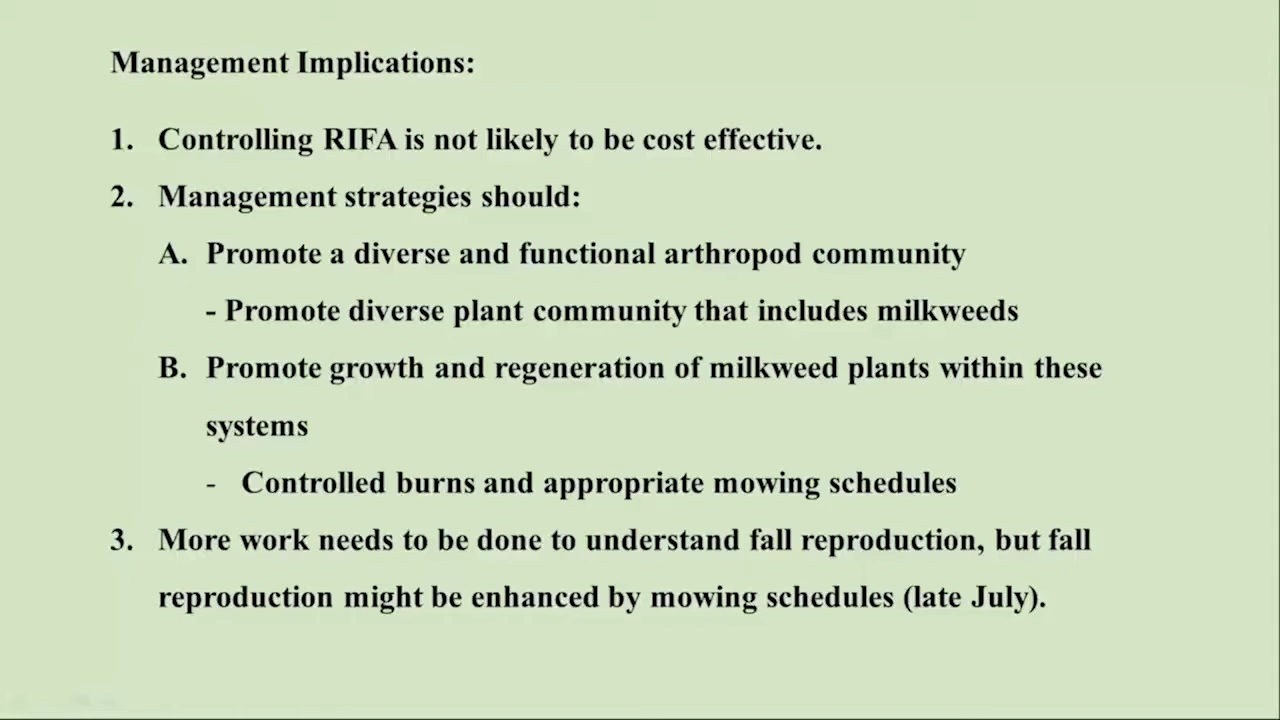 Management Implications:
1. Controlling RIFA is not likely to be cost effective.
2. Management strategies should:
A. Promote a diverse and functional arthropod community
- Promote diverse plant community that includes milkweeds
B. Promote growth and regeneration of milkweed plants within these
systems
- Controlled burns and appropriate mowing schedules
3. More work needs to be done to understand fall reproduction, but fall
reproduction might be enhanced by mowing schedules (late July).